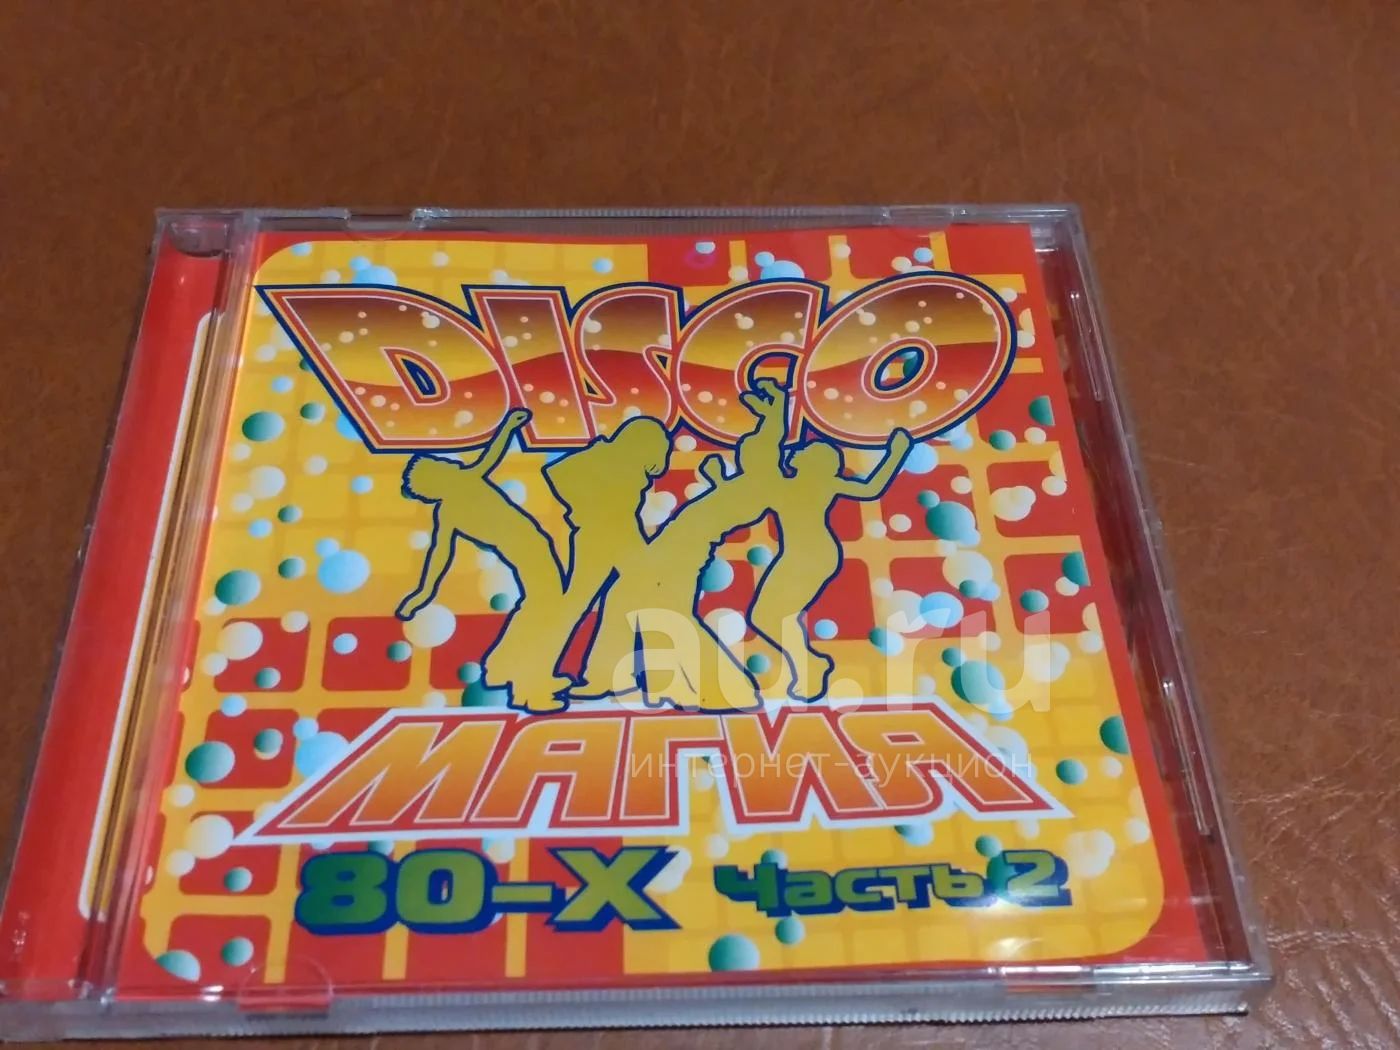 DISCO
МАГИЯ
80-Х Часть 2
au.ru
интернет-аукцион